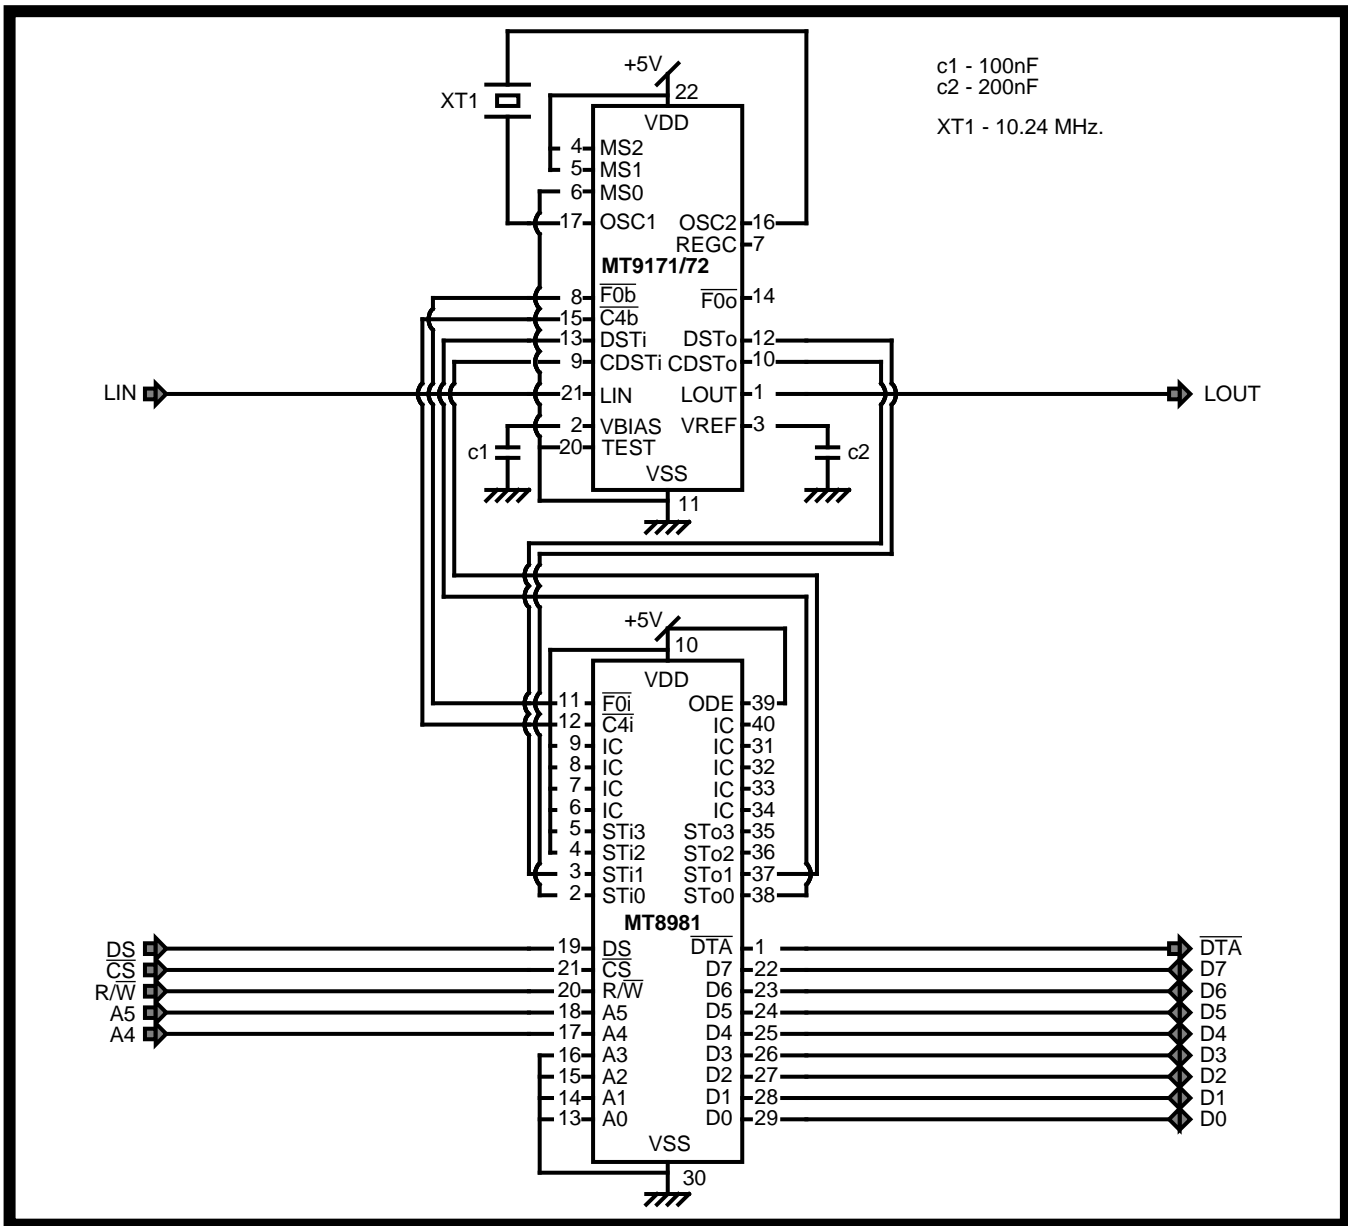 c1 - 100nF
c2 - 200nF
XT1 - 10.24 MHz.
XT1
+5V
22
VDD
4 MS2
5 MS1
6 MS0
17 OSC1 OSC2 16
REGC 7
MT9171/72
8 F0b F0o 14
15 C4b
13 DSTi DSTo 12
9 CDSTi CDSTo 10
LIN 21 LIN LOUT 1 LOUT
2 VBIAS VREF 3
c1 20 TEST c2
VSS
11
+5V
10
VDD
11 F0i ODE 39
12 C4i IC 40
9 IC IC 31
8 IC IC 32
7 IC IC 33
6 IC IC 34
5 STi3 STo3 35
4 STi2 STo2 36
3 STi1 STo1 37
2 STi0 STo0 38
MT8981
DS 19 DS DTA 1 DTA
CS 21 CS D7 22 D7
R/W 20 R/W D6 23 D6
A5 18 A5 D5 24 D5
A4 17 A4 D4 25 D4
16 A3 D3 26 D3
15 A2 D2 27 D2
14 A1 D1 28 D1
13 A0 D0 29 D0
VSS
30